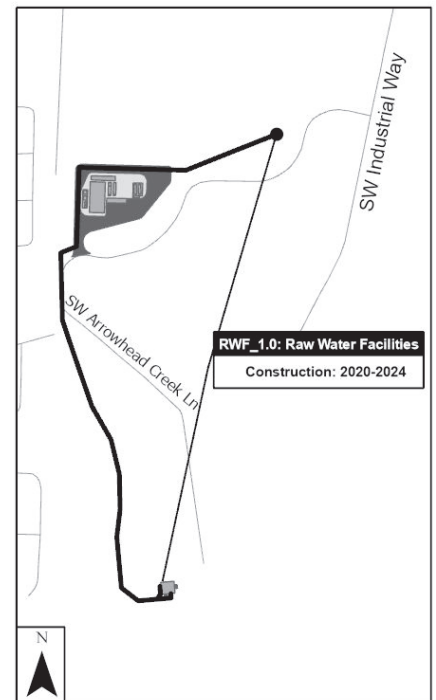 SW Industrial Way
SW Arrowhead Creek Ln
RWF_1.0: Raw Water Facilities
Construction: 2020-2024
N